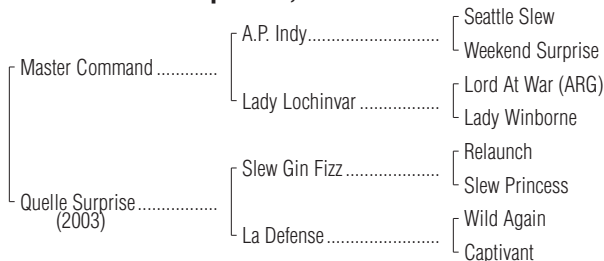 A.P. Indy
Seattle Slew
Weekend Surprise
Master Command
Lady Lochinvar
Lord At War (ARG)
Lady Winborne
Quelle Surprise
(2003)
Slew Gin Fizz
Relaunch
Slew Princess
La Defense
Wild Again
Captivant